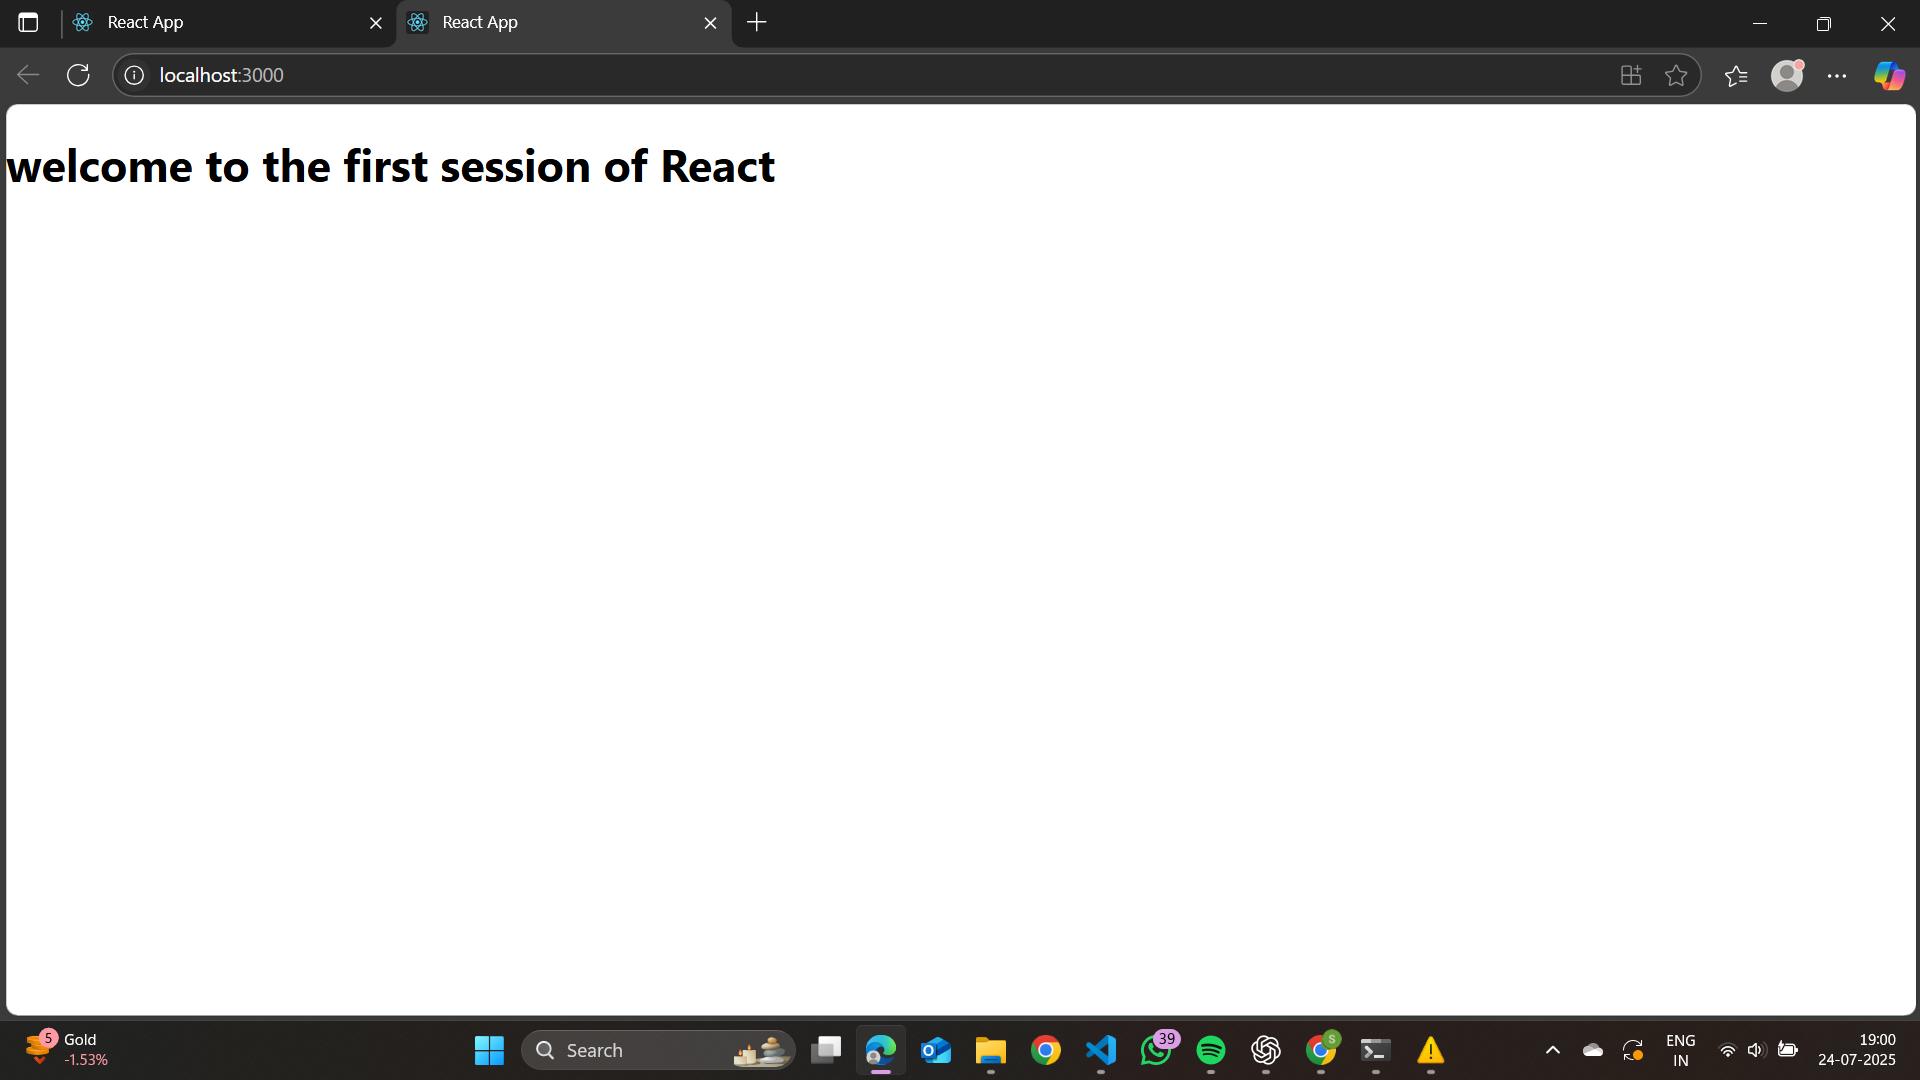 React App
React App
localhost:3000
welcome to the first session of React
5
Gold
-1.53%
Search
39
S
ENG
IN
19:00
24-07-2025